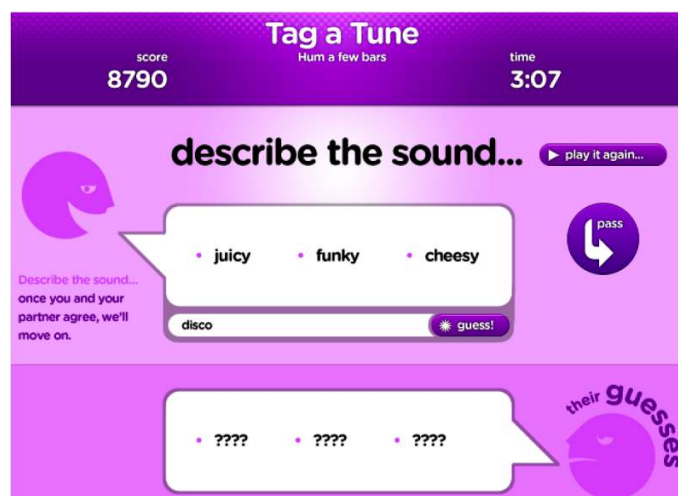 Tag a Tune
Hum a few bars
score
8790
time
3:07
describe the sound...
play it again...
pass
• juicy • funky • cheesy
Describe the sound...
once you and your
partner agree, we'll
move on.
disco
guess!
their guesses
• ???? • ???? • ????